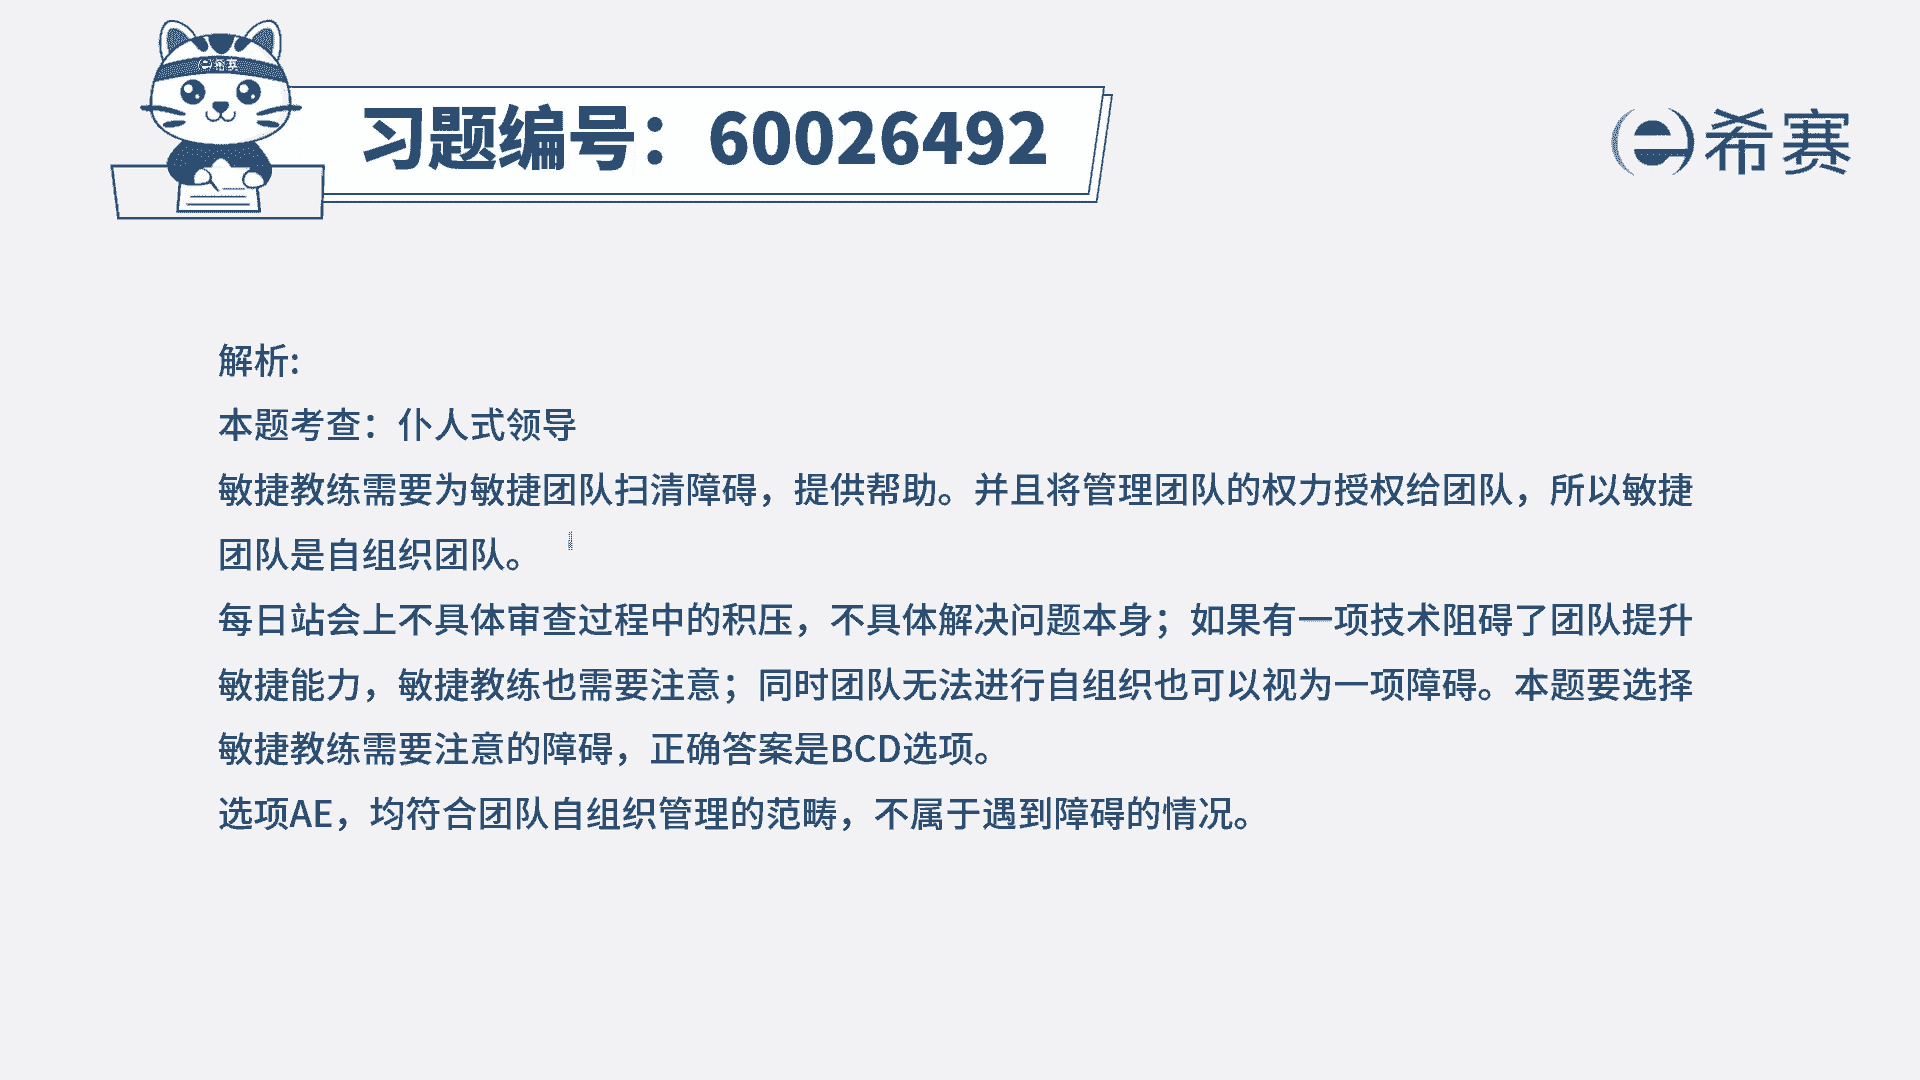 e希赛
习题编号：60026492
e希赛
解析:
本题考查：仆人式领导
敏捷教练需要为敏捷团队扫清障碍，提供帮助。并且将管理团队的权力授权给团队，所以敏捷
团队是自组织团队。
每日站会上不具体审查过程中的积压，不具体解决问题本身；如果有一项技术阻碍了团队提升
敏捷能力，敏捷教练也需要注意；同时团队无法进行自组织也可以视为一项障碍。本题要选择
敏捷教练需要注意的障碍，正确答案是BCD选项。
选项AE，均符合团队自组织管理的范畴，不属于遇到障碍的情况。